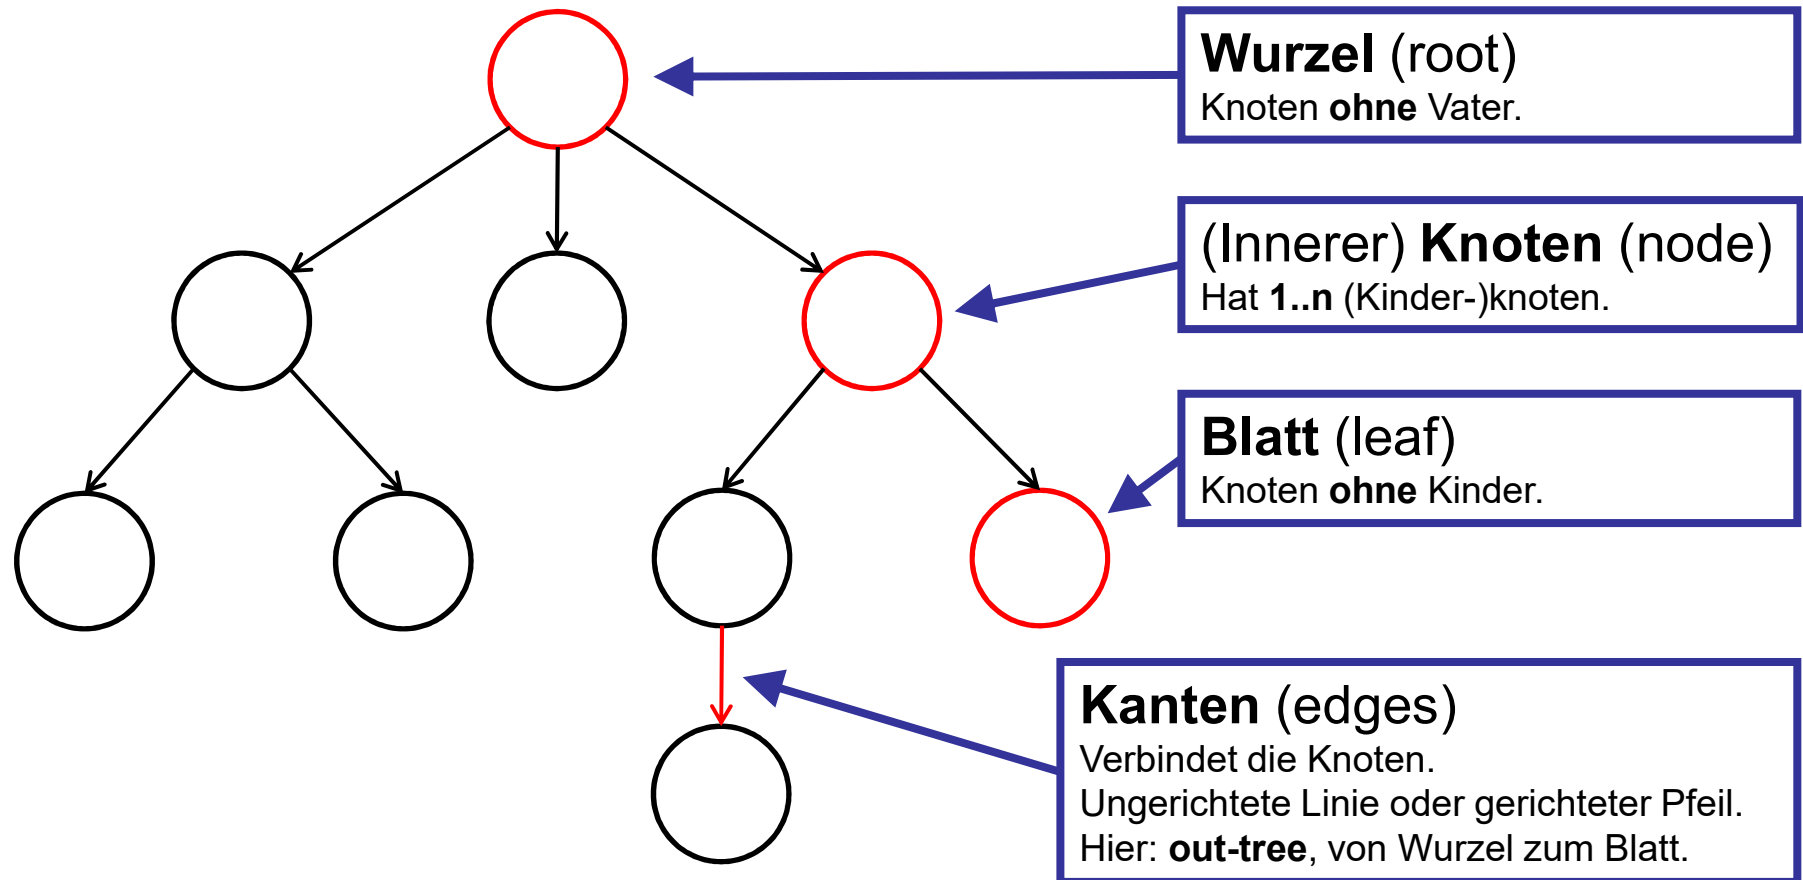 Wurzel (root)
Knoten ohne Vater.
(Innerer) Knoten (node)
Hat 1..n (Kinder-)knoten.
Blatt (leaf)
Knoten ohne Kinder.
Kanten (edges)
Verbindet die Knoten.
Ungerichtete Linie oder gerichteter Pfeil.
Hier: out-tree, von Wurzel zum Blatt.